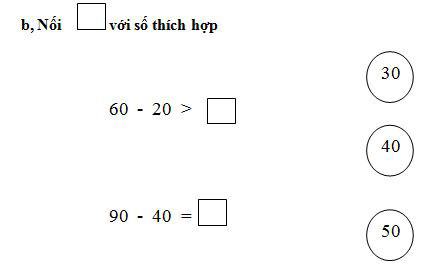 b, Nối □ với số thích hợp
30
60 - 20 > □
40
90 - 40 = □
50